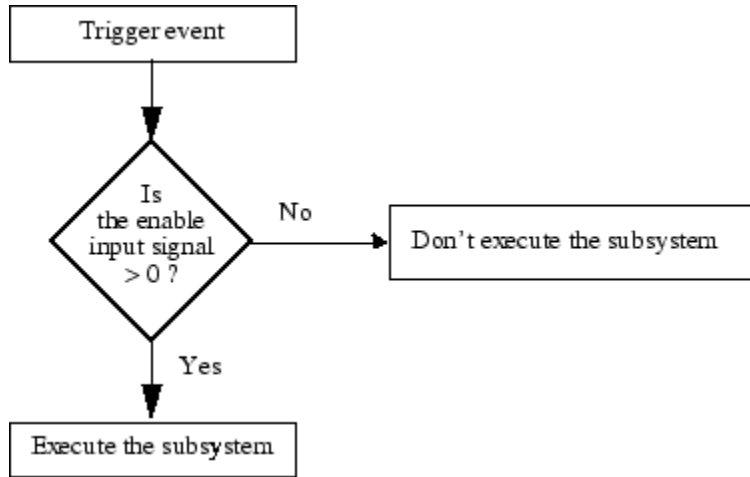 Trigger event
Is
the enable
input signal
> 0 ?
No
Don't execute the subsystem
Yes
Execute the subsystem